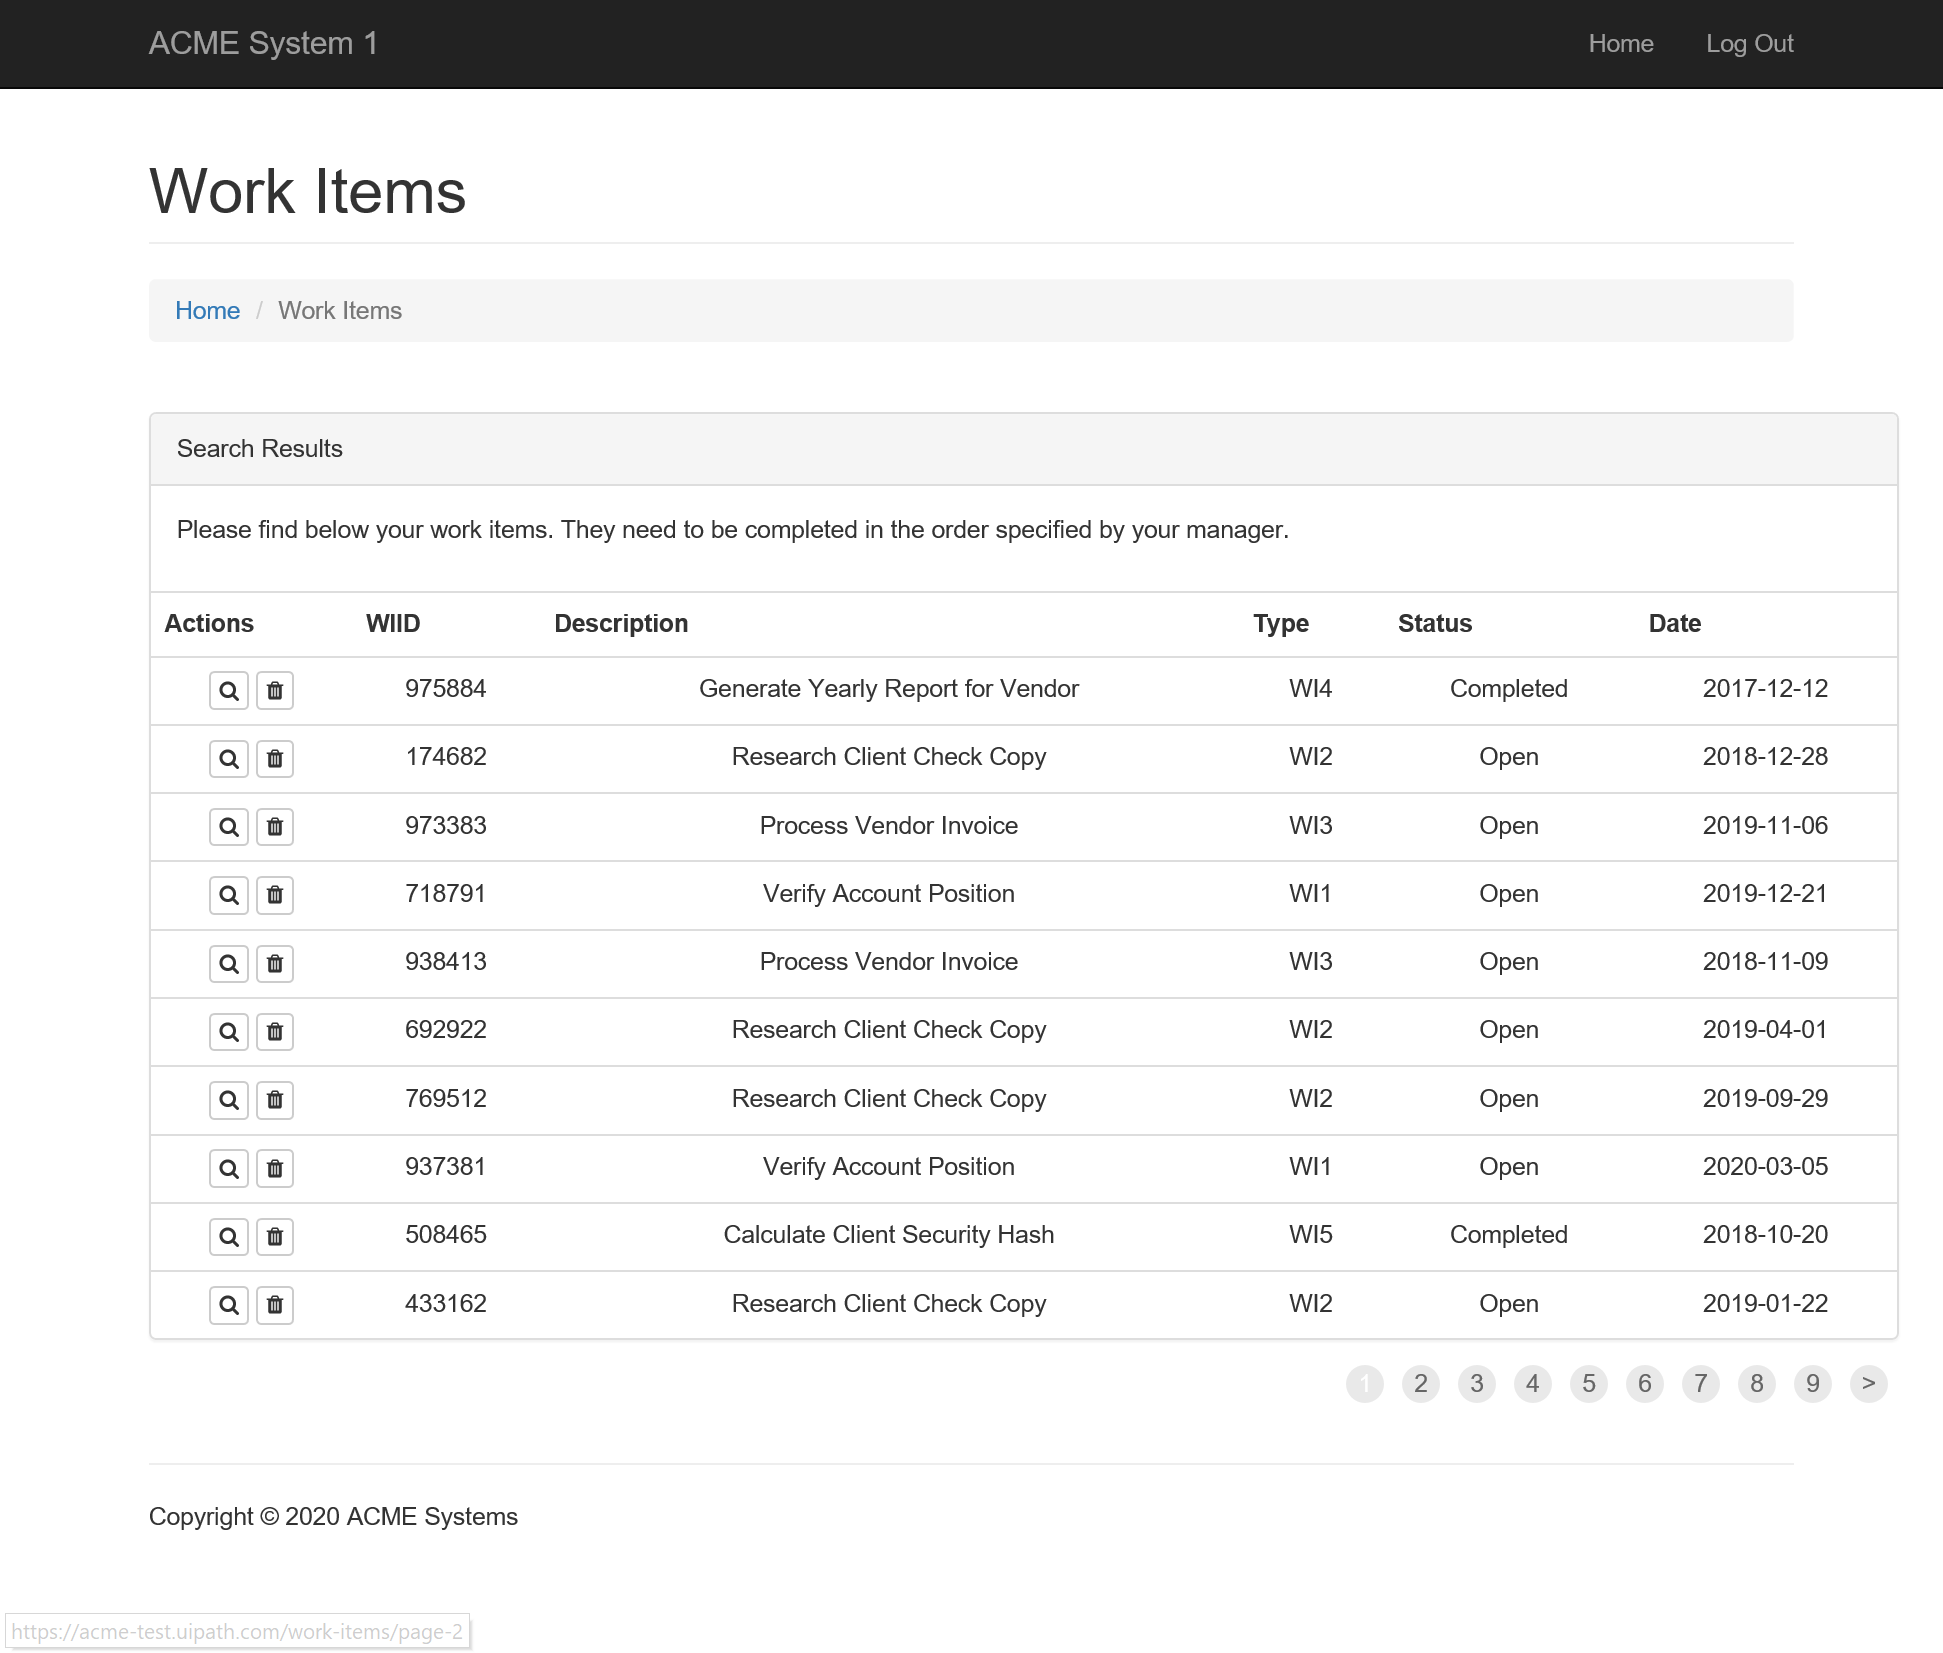 ACME System 1 Home Log Out
Work Items
Home / Work Items
Search Results
Please find below your work items. They need to be completed in the order specified by your manager.
Actions WIID Description Type Status Date
975884 Generate Yearly Report for Vendor WI4 Completed 2017-12-12
174682 Research Client Check Copy WI2 Open 2018-12-28
973383 Process Vendor Invoice WI3 Open 2019-11-06
718791 Verify Account Position WI1 Open 2019-12-21
938413 Process Vendor Invoice WI3 Open 2018-11-09
692922 Research Client Check Copy WI2 Open 2019-04-01
769512 Research Client Check Copy WI2 Open 2019-09-29
937381 Verify Account Position WI1 Open 2020-03-05
508465 Calculate Client Security Hash WI5 Completed 2018-10-20
433162 Research Client Check Copy WI2 Open 2019-01-22
1 2 3 4 5 6 7 8 9 >
Copyright © 2020 ACME Systems
https://acme-test.uipath.com/work-items/page-2